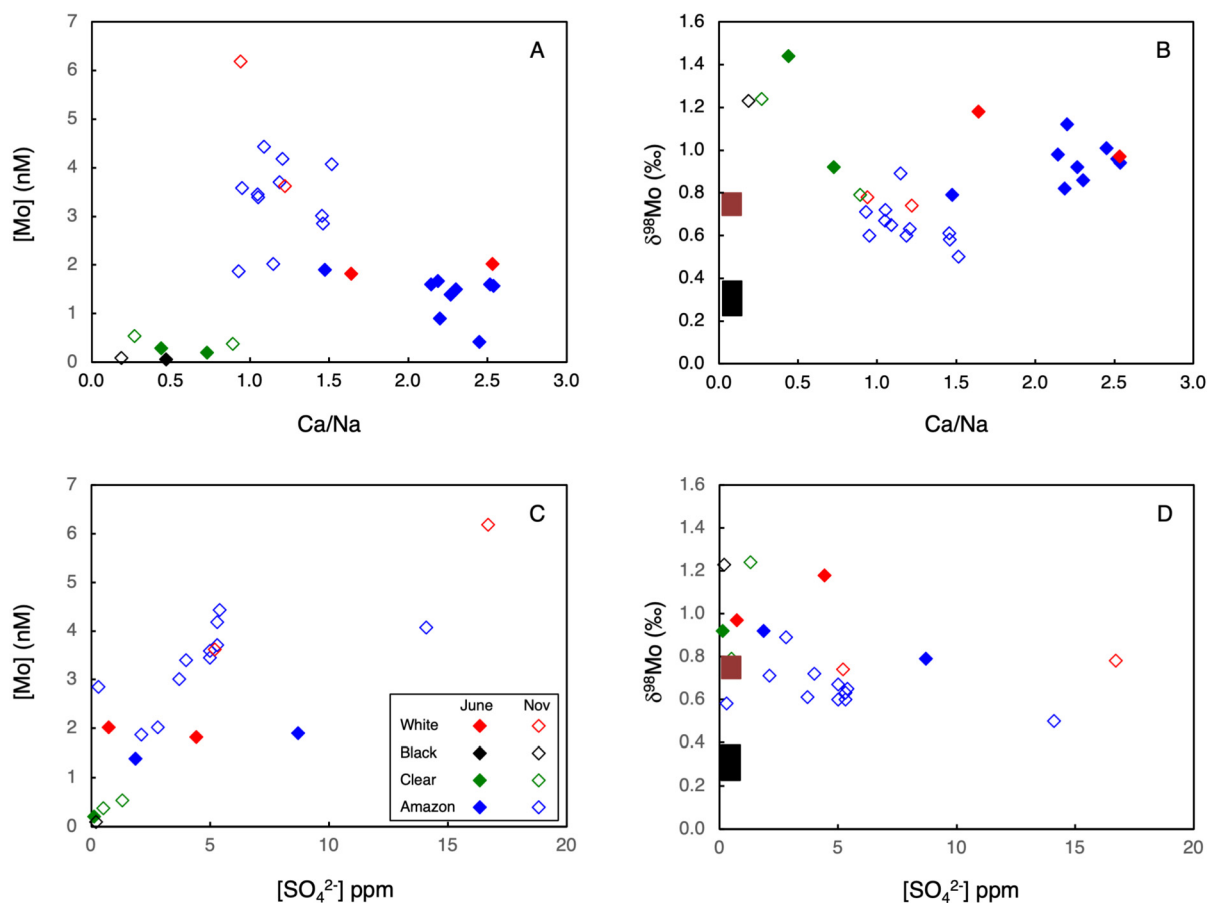 A
[Mo] (nM)
7
6
5
4
3
2
1
0
0.0 0.5 1.0 1.5 2.0 2.5 3.0
Ca/Na
B
δ⁹⁸Mo (‰)
1.6
1.4
1.2
1.0
0.8
0.6
0.4
0.2
0.0
0.0 0.5 1.0 1.5 2.0 2.5 3.0
Ca/Na
C
[Mo] (nM)
7
6
5
4
3
2
1
0
0 5 10 15 20
[SO₄²⁻] ppm
June Nov
White
Black
Clear
Amazon
D
δ⁹⁸Mo (‰)
1.6
1.4
1.2
1.0
0.8
0.6
0.4
0.2
0.0
0 5 10 15 20
[SO₄²⁻] ppm